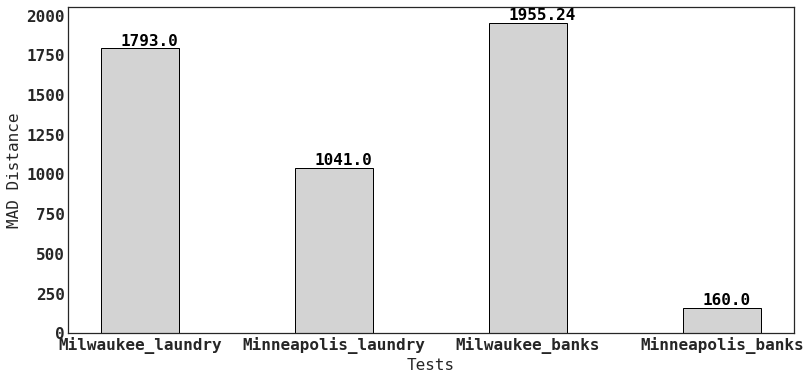 2000
1750
1500
1250
1000
750
500
250
0
MAD Distance
1793.0
1041.0
1955.24
160.0
Milwaukee_laundry
Minneapolis_laundry
Milwaukee_banks
Minneapolis_banks
Tests